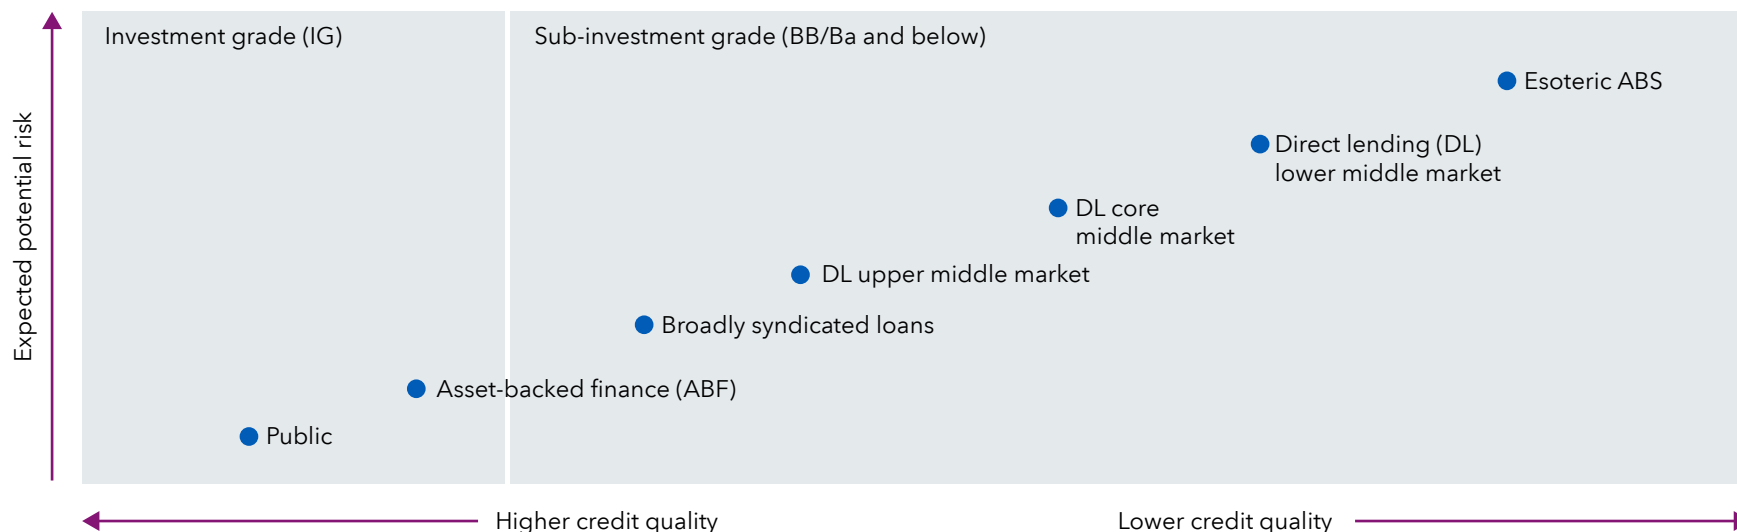 Investment grade (IG)
Sub-investment grade (BB/Ba and below)
Expected potential risk
Esoteric ABS
Direct lending (DL)
lower middle market
DL core
middle market
DL upper middle market
Broadly syndicated loans
Asset-backed finance (ABF)
Public
Higher credit quality
Lower credit quality